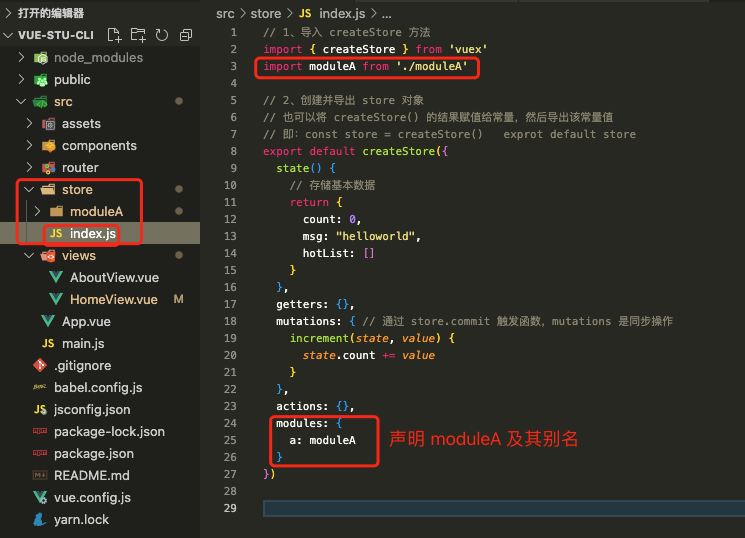 打开的编辑器
VUE-STU-CLI
node_modules
public
src
assets
components
router
store
moduleA
JS index.js
views
AboutView.vue
HomeView.vue M
App.vue
JS main.js
.gitignore
babel.config.js
JS jsconfig.json
package-lock.json
package.json
README.md
vue.config.js
yarn.lock
src > store > JS index.js > ...
1 // 1、导入 createStore 方法
2 import { createStore } from 'vuex'
3 import moduleA from './moduleA'
4
5 // 2、创建并导出 store 对象
6 // 也可以将 createStore() 的结果赋值给常量，然后导出该常量值
7 // 即：const store = createStore()   exprot default store
8 export default createStore({
9 state() {
10 // 存储基本数据
11 return {
12 count: 0,
13 msg: "helloworld",
14 hotList: []
15 }
16 },
17 getters: {},
18 mutations: { // 通过 store.commit 触发函数，mutations 是同步操作
19 increment(state, value) {
20 state.count += value
21 }
22 },
23 actions: {},
24 modules: {
25 a: moduleA
26 }
27 })
28
29
声明 moduleA 及其别名